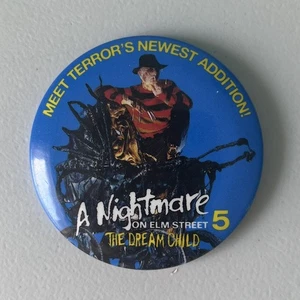 MEET TERROR'S NEWEST ADDITION!
A Nightmare
ON ELM STREET 5
THE DREAM CHILD